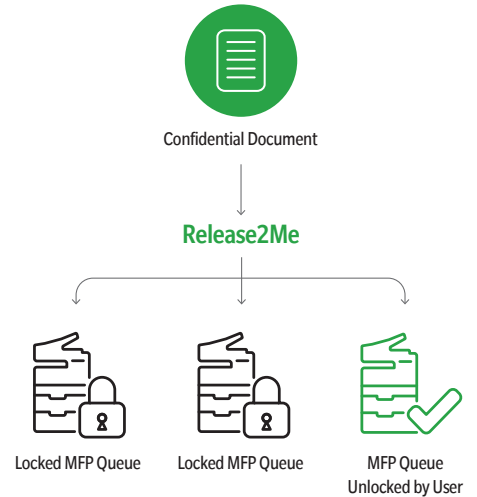 Confidential Document
Release2Me
Locked MFP Queue
Locked MFP Queue
MFP Queue
Unlocked by User